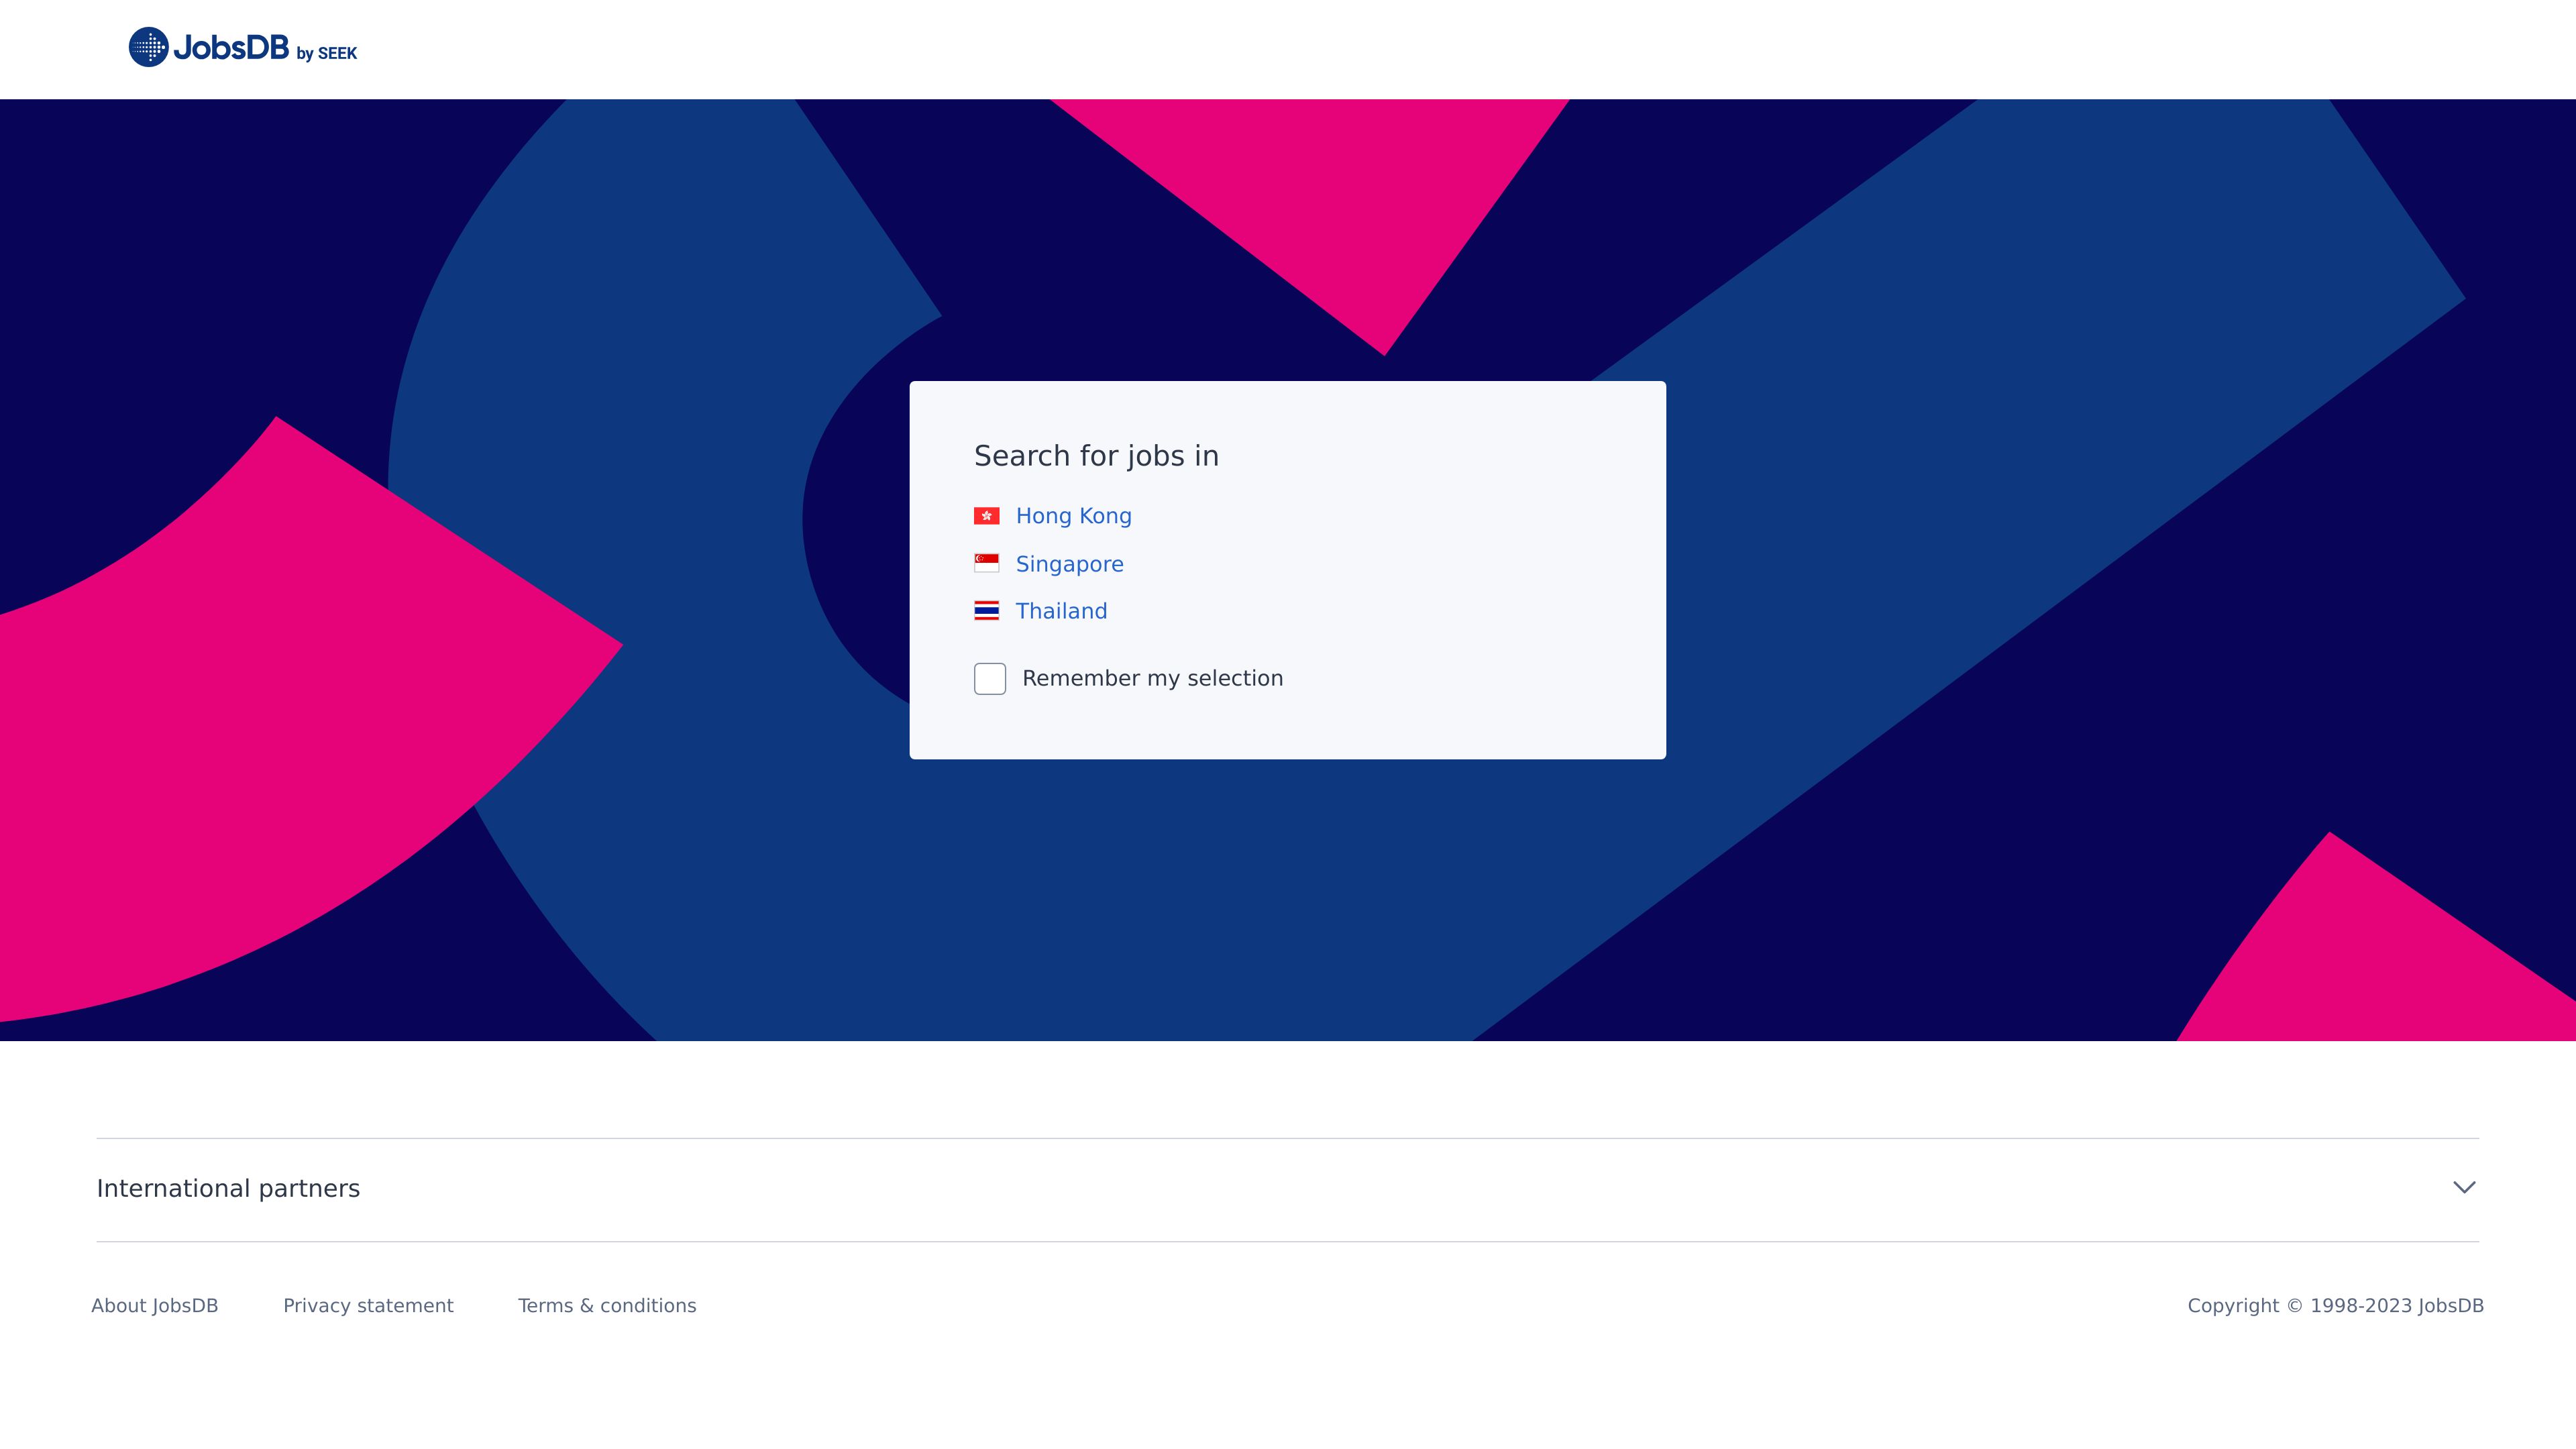 JobsDB by SEEK
Search for jobs in
Hong Kong
Singapore
Thailand
Remember my selection
International partners
About JobsDB
Privacy statement
Terms & conditions
Copyright © 1998-2023 JobsDB